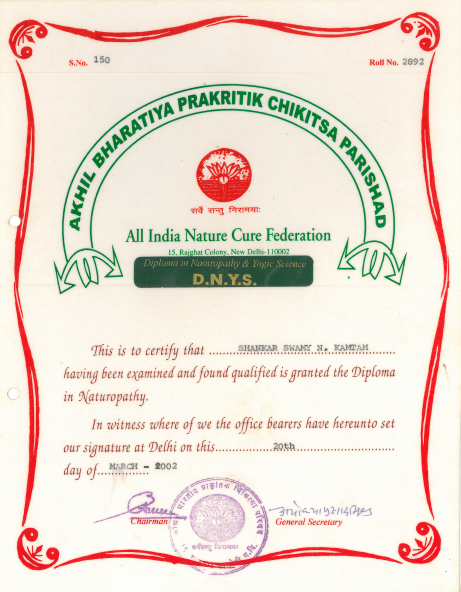 S.No. 150
Roll No. 2892
AKHIL BHARATIYA PRAKRITIK CHIKITSA PARISHAD
सर्वे सन्तु निरामयाः
All India Nature Cure Federation
15, Rajghat Colony, New Delhi-110002
Diploma in Naturopathy & Yogic Science
D.N.Y.S.
This is to certify that SHANKAR SWAMY N. KAMTAM
having been examined and found qualified is granted the Diploma
in Naturopathy.
In witness where of we the office bearers have hereunto set
our signature at Delhi on this 20th
day of MARCH - 2002
Chairman
General Secretary